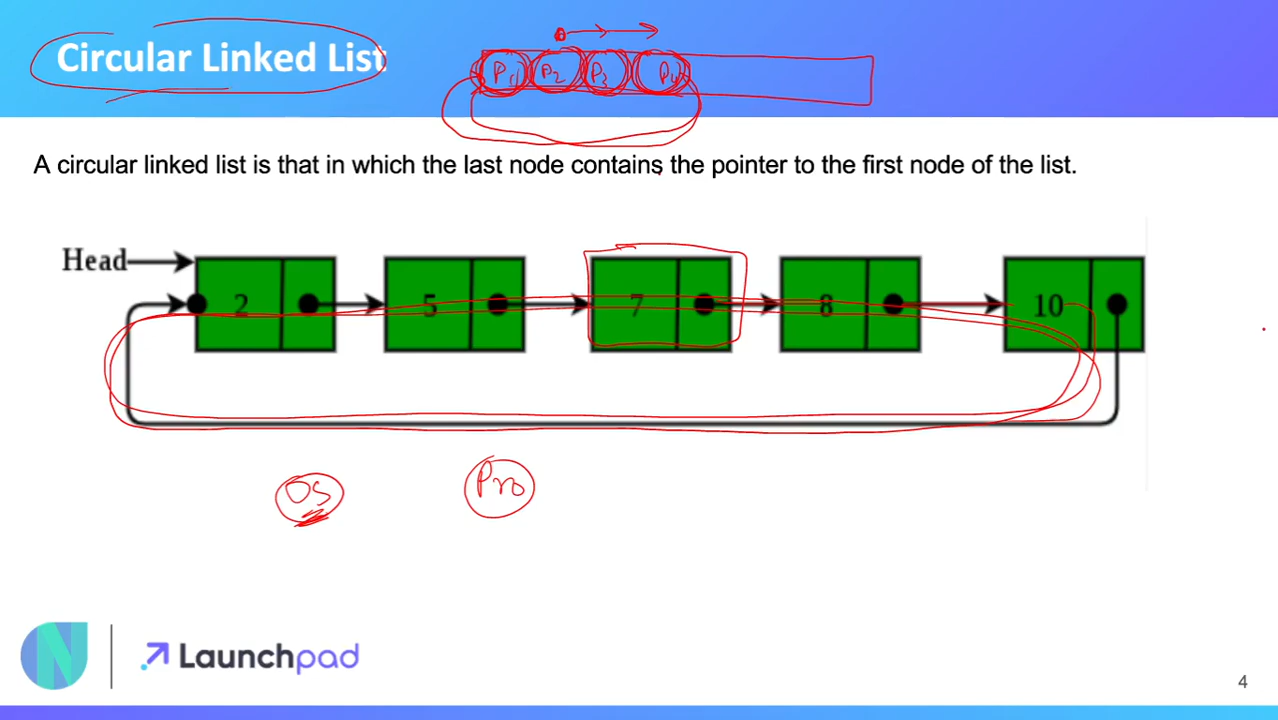 Circular Linked List
P1 P2 P3 P4
A circular linked list is that in which the last node contains the pointer to the first node of the list.
Head
2 5 7 8 10
OS Pro
N Launchpad
4